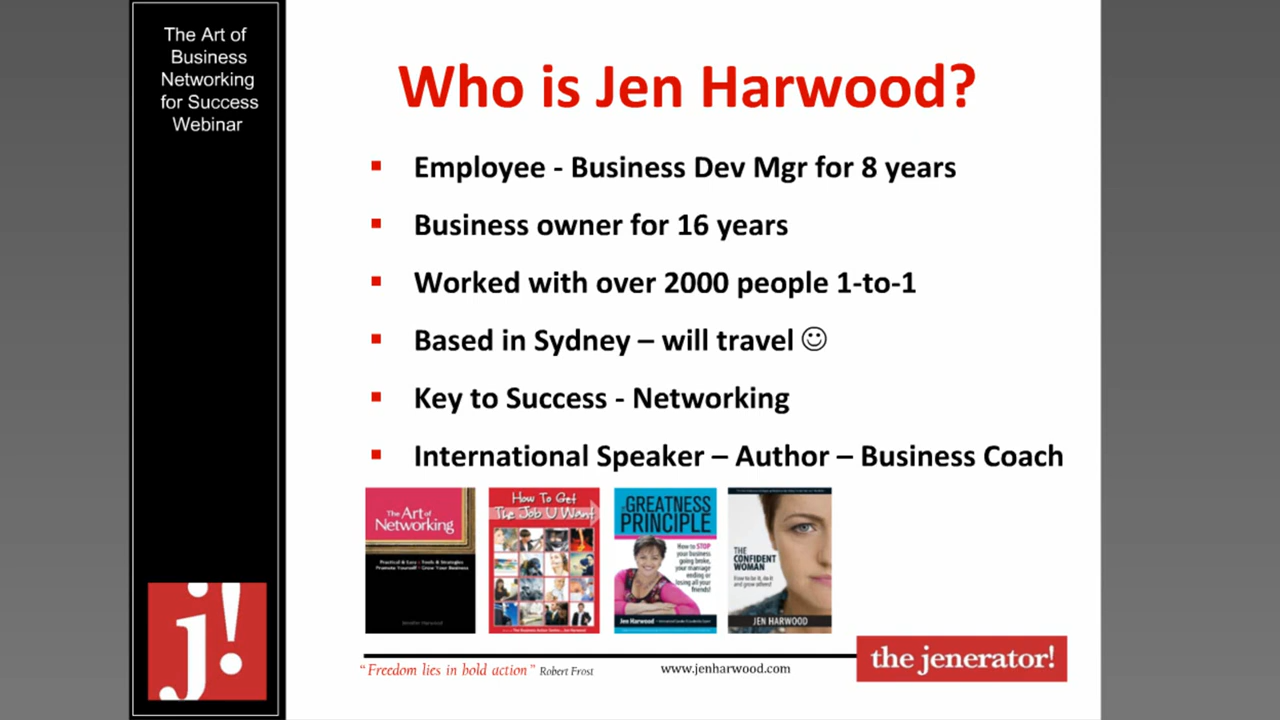 The Art of
Business
Networking
for Success
Webinar
Who is Jen Harwood?
▪ Employee - Business Dev Mgr for 8 years
▪ Business owner for 16 years
▪ Worked with over 2000 people 1-to-1
▪ Based in Sydney – will travel ☺
▪ Key to Success - Networking
▪ International Speaker – Author – Business Coach
The Art of
Networking
Practical & Easy Tools & Strategies
Promote Yourself Grow Your Business
Jennifer Harwood
How To Get
The Job U Want
Jen Harwood
GREATNESS
PRINCIPLE
How to STOP
your business
going broke,
your marriage
ending or
losing all your
friends!
Jen Harwood
THE
CONFIDENT
WOMAN
How to be it, do it
and grow others!
JEN HARWOOD
j!
"Freedom lies in bold action" Robert Frost
www.jenharwood.com
the jenerator!